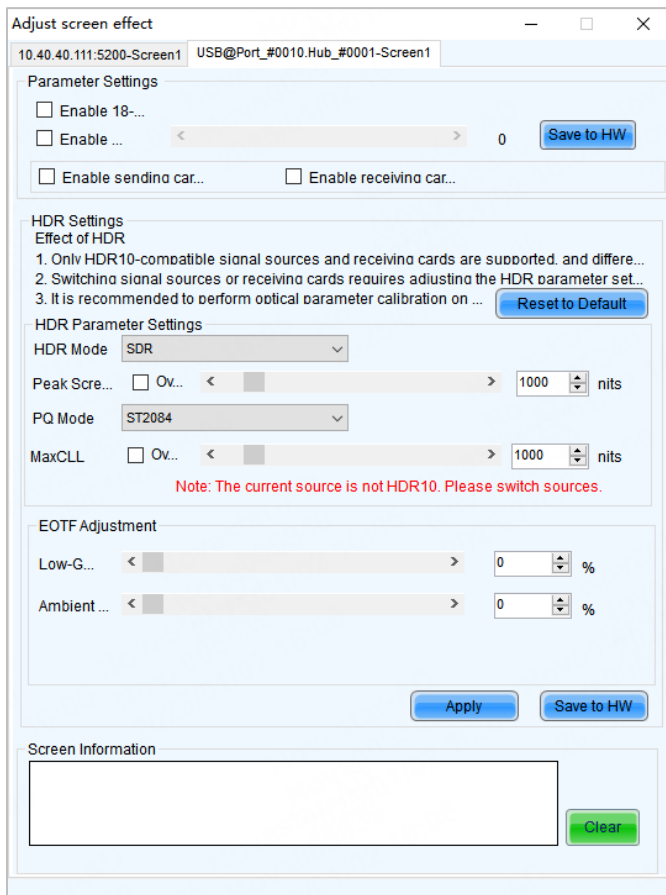 Adjust screen effect
10.40.40.111:5200-Screen1 USB@Port_#0010.Hub_#0001-Screen1
Parameter Settings
Enable 18-...
Enable ... 0 Save to HW
Enable sending car... Enable receiving car...
HDR Settings
Effect of HDR
1. Only HDR10-compatible signal sources and receiving cards are supported, and differe...
2. Switching signal sources or receiving cards requires adjusting the HDR parameter set...
3. It is recommended to perform optical parameter calibration on ... Reset to Default
HDR Parameter Settings
HDR Mode SDR
Peak Scre... Ov... 1000 nits
PQ Mode ST2084
MaxCLL Ov... 1000 nits
Note: The current source is not HDR10. Please switch sources.
EOTF Adjustment
Low-G... 0 %
Ambient ... 0 %
Apply Save to HW
Screen Information
Clear